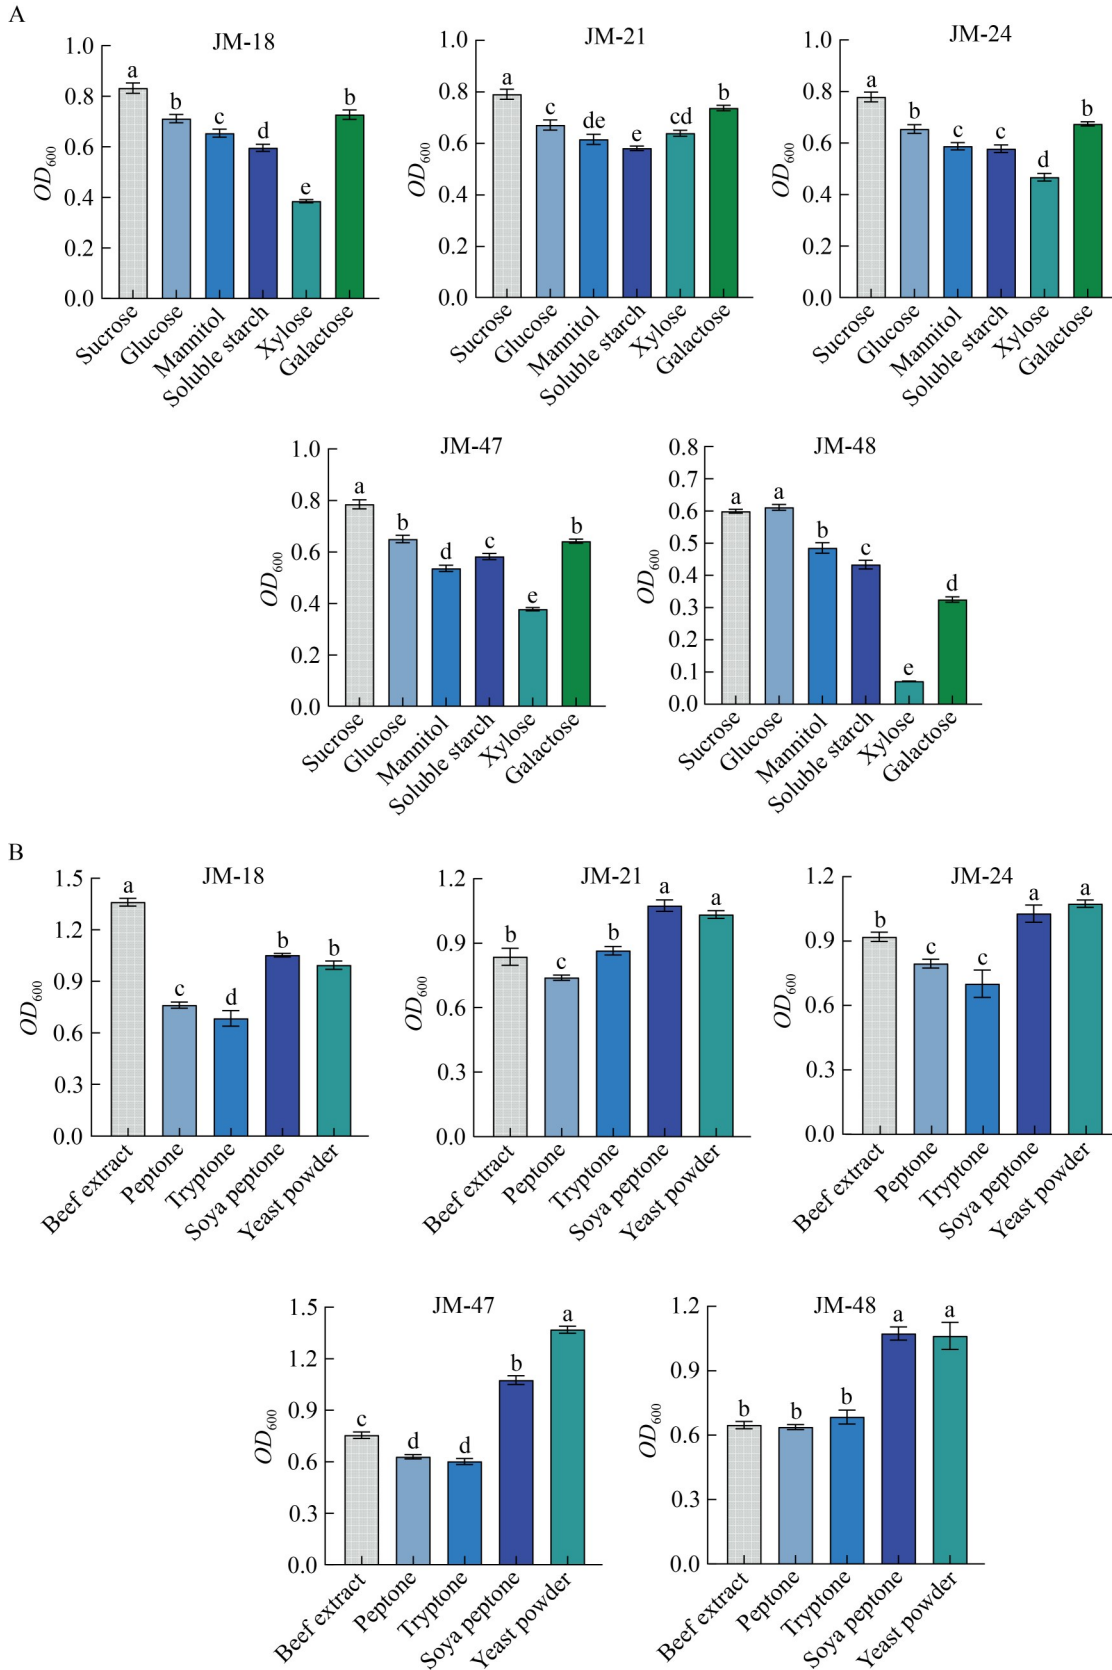 A
JM-18
OD600
1.0
0.8
0.6
0.4
0.2
0.0
a
b
c
d
e
b
Sucrose
Glucose
Mannitol
Soluble starch
Xylose
Galactose
JM-21
OD600
1.0
0.8
0.6
0.4
0.2
0.0
a
c
de
e
cd
b
Sucrose
Glucose
Mannitol
Soluble starch
Xylose
Galactose
JM-24
OD600
1.0
0.8
0.6
0.4
0.2
0.0
a
b
c
c
d
b
Sucrose
Glucose
Mannitol
Soluble starch
Xylose
Galactose
JM-47
OD600
1.0
0.8
0.6
0.4
0.2
0.0
a
b
d
c
e
b
Sucrose
Glucose
Mannitol
Soluble starch
Xylose
Galactose
JM-48
OD600
0.8
0.7
0.6
0.5
0.4
0.3
0.2
0.1
0.0
a
a
b
c
e
d
Sucrose
Glucose
Mannitol
Soluble starch
Xylose
Galactose
B
JM-18
OD600
1.5
1.2
0.9
0.6
0.3
0.0
a
c
d
b
b
Beef extract
Peptone
Tryptone
Soya peptone
Yeast powder
JM-21
OD600
1.2
0.9
0.6
0.3
0.0
b
c
b
a
a
Beef extract
Peptone
Tryptone
Soya peptone
Yeast powder
JM-24
OD600
1.2
0.9
0.6
0.3
0.0
b
c
c
a
a
Beef extract
Peptone
Tryptone
Soya peptone
Yeast powder
JM-47
OD600
1.5
1.2
0.9
0.6
0.3
0.0
c
d
d
b
a
Beef extract
Peptone
Tryptone
Soya peptone
Yeast powder
JM-48
OD600
1.2
0.9
0.6
0.3
0.0
b
b
b
a
a
Beef extract
Peptone
Tryptone
Soya peptone
Yeast powder